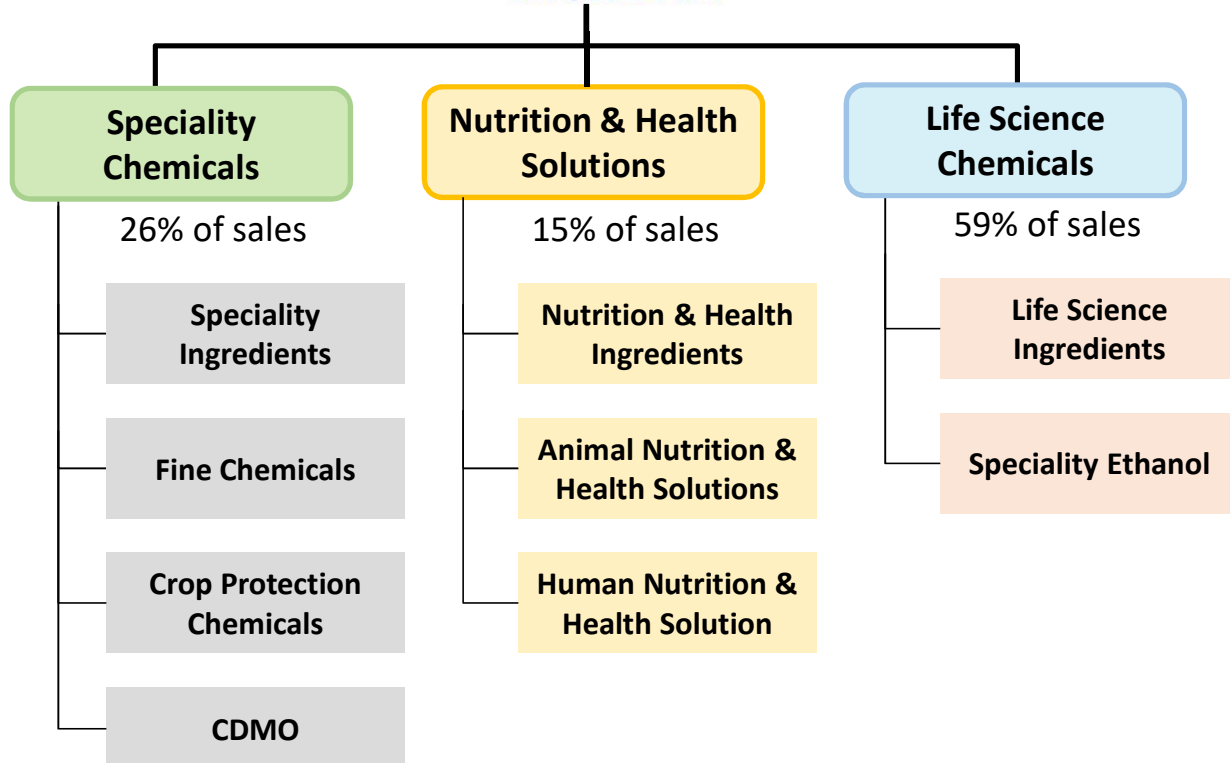 Speciality
Chemicals
26% of sales
Speciality
Ingredients
Fine Chemicals
Crop Protection
Chemicals
CDMO
Nutrition & Health
Solutions
15% of sales
Nutrition & Health
Ingredients
Animal Nutrition &
Health Solutions
Human Nutrition &
Health Solution
Life Science
Chemicals
59% of sales
Life Science
Ingredients
Speciality Ethanol